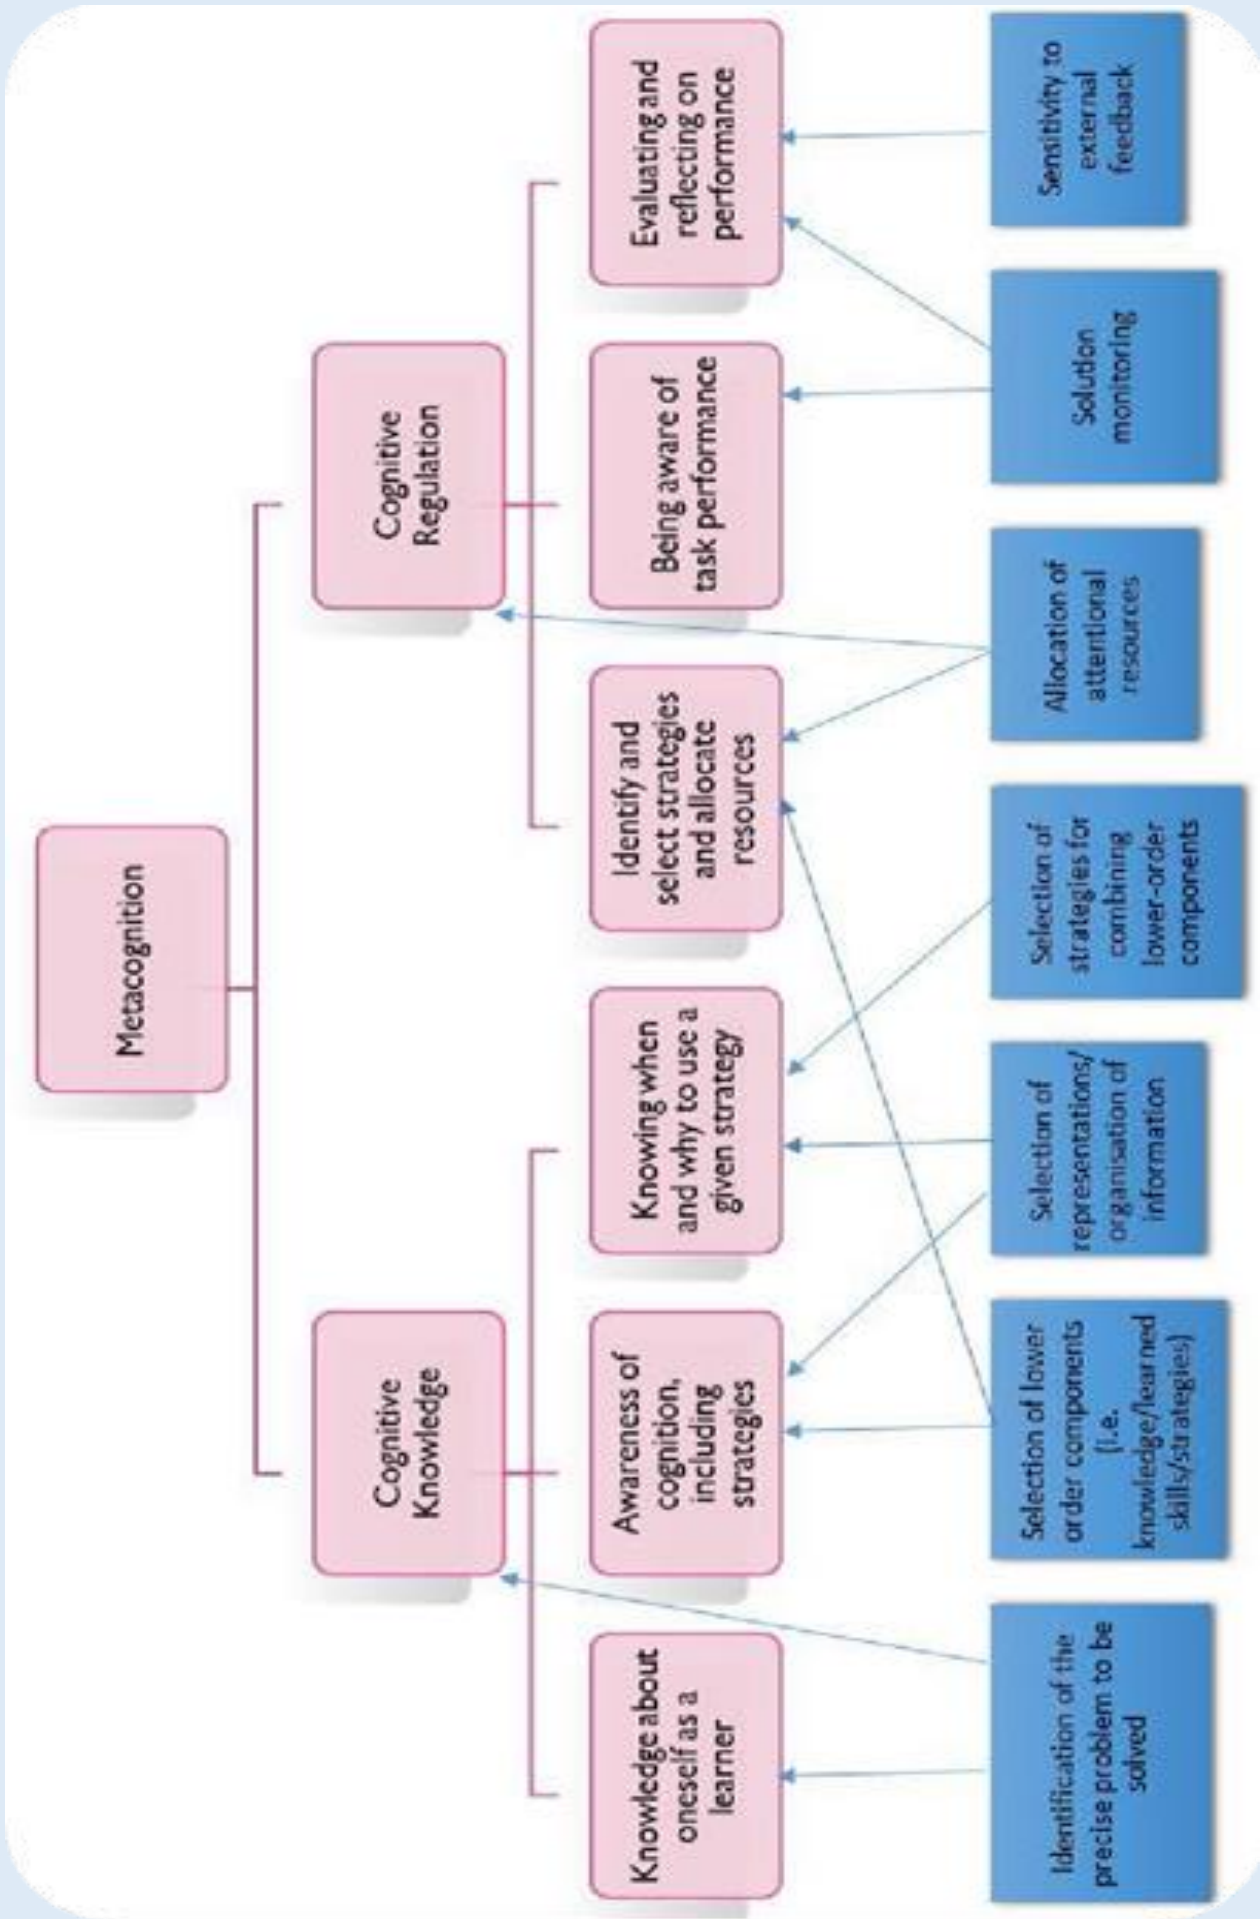 Metacognition
Cognitive
Knowledge
Cognitive
Regulation
Knowledge about
oneself as a
learner
Awareness of
cognition,
including
strategies
Knowing when
and why to use a
given strategy
Identify and
select strategies
and allocate
resources
Being aware of
task performance
Evaluating and
reflecting on
performance
Identification of the
precise problem to be
solved
Selection of lower
order components
(i.e.
knowledge/learned
skills/strategies)
Selection of
representations/
organisation of
information
Selection of
strategies for
combining
lower-order
components
Allocation of
attentional
resources
Solution
monitoring
Sensitivity to
external
feedback